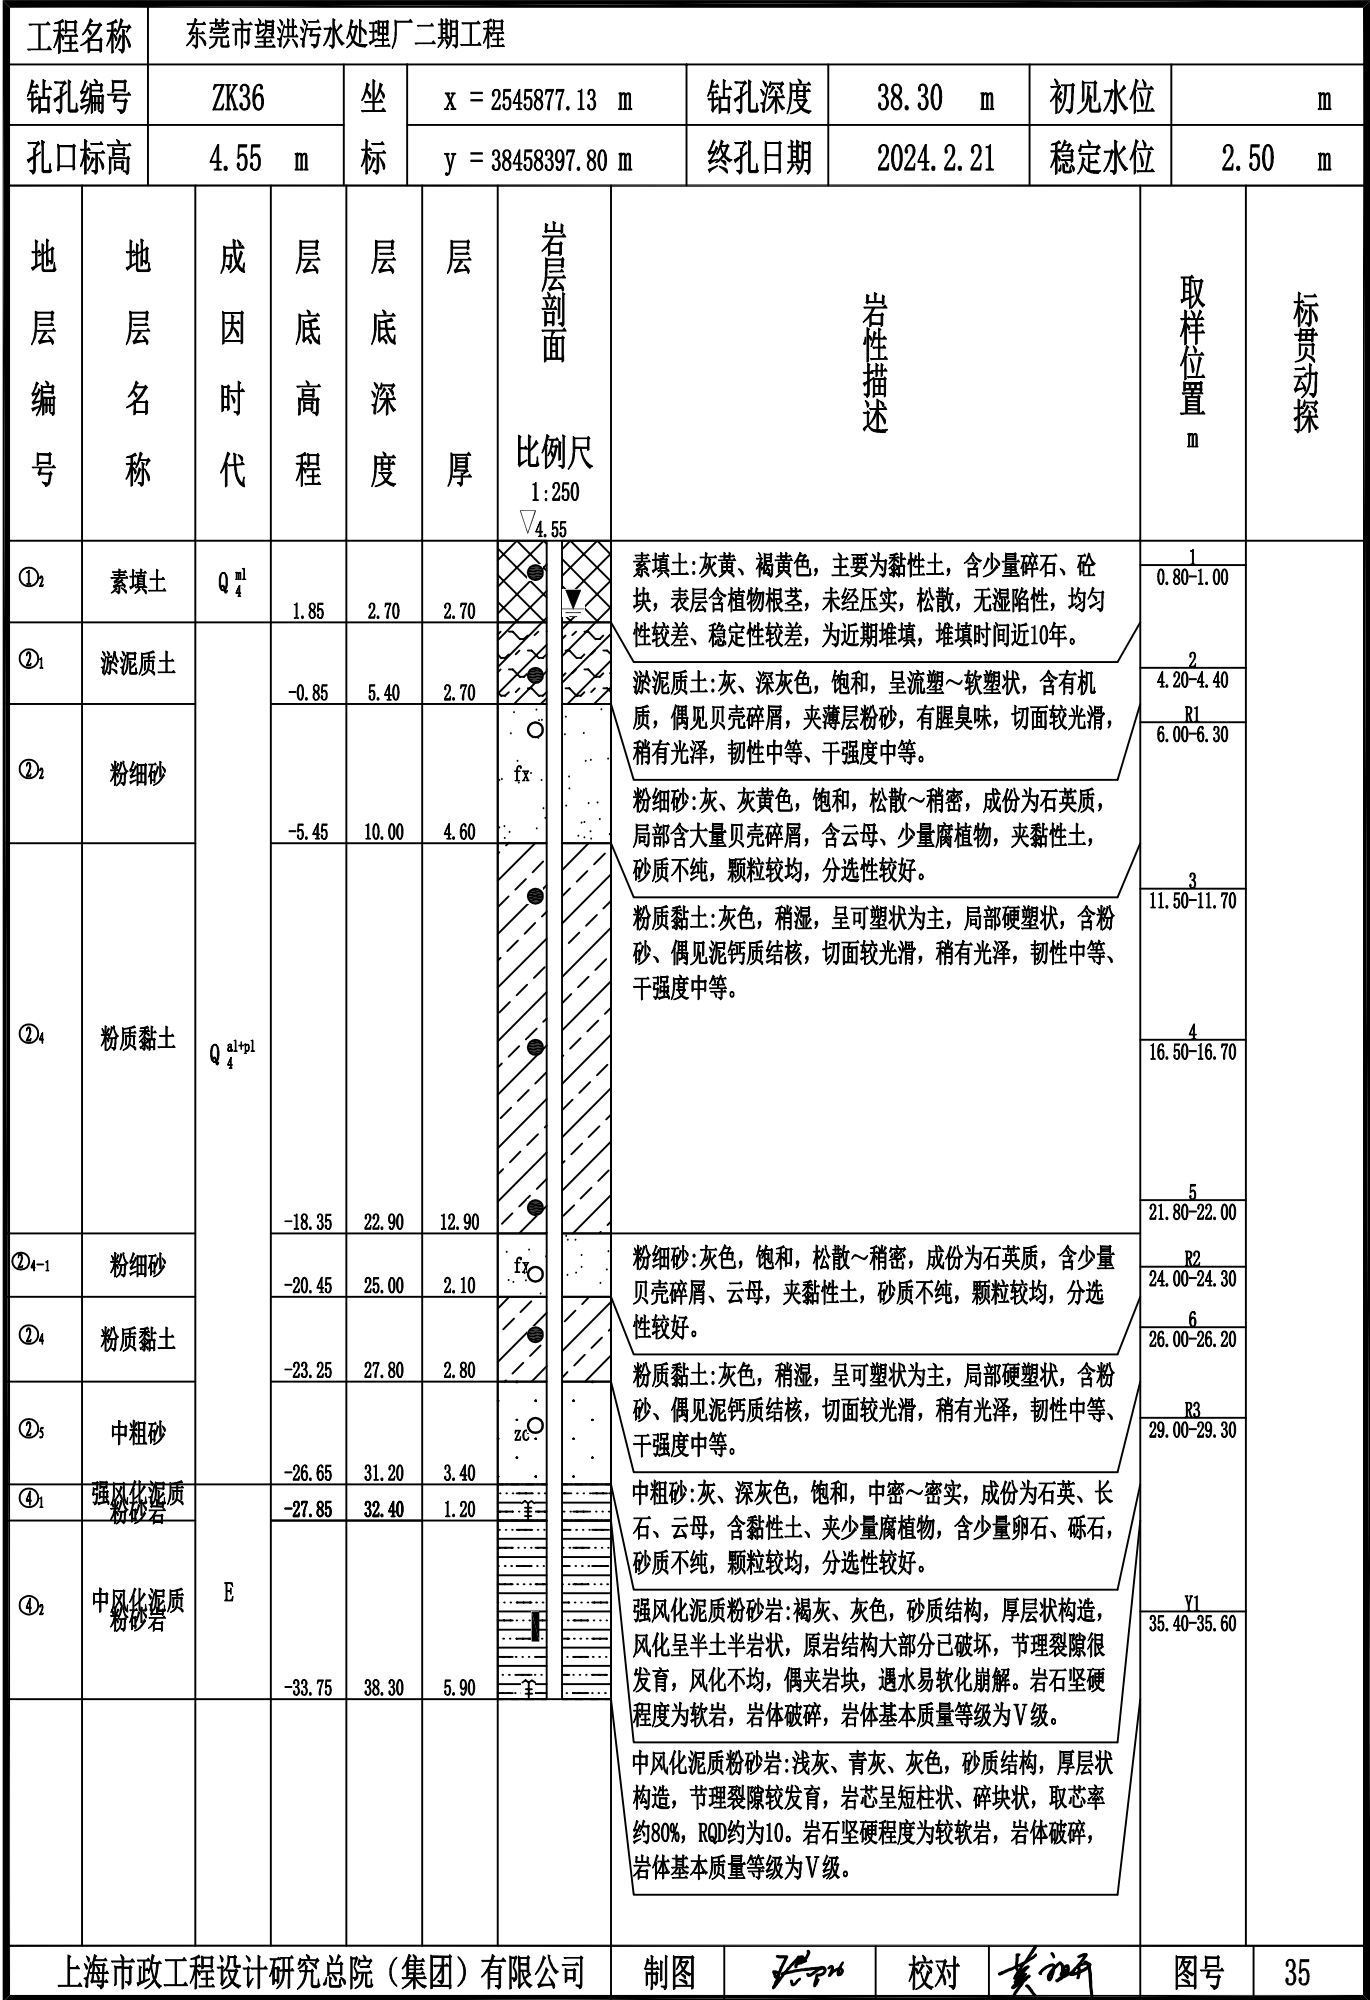 工程名称 东莞市望洪污水处理厂二期工程
钻孔编号 ZK36 坐标 x = 2545877.13 m 钻孔深度 38.30 m 初见水位 m
孔口标高 4.55 m y = 38458397.80 m 终孔日期 2024.2.21 稳定水位 2.50 m
地层编号 地层名称 成因时代 层底高程 层底深度 层厚 岩层剖面 比例尺 1:250 岩性描述 取样位置 m 标贯动探
4.55
①2 素填土 Q4ml 1.85 2.70 2.70
素填土:灰黄、褐黄色，主要为黏性土，含少量碎石、砼
块，表层含植物根茎，未经压实，松散，无湿陷性，均匀
性较差、稳定性较差，为近期堆填，堆填时间近10年。
1
0.80-1.00
②1 淤泥质土 -0.85 5.40 2.70
淤泥质土:灰、深灰色，饱和，呈流塑～软塑状，含有机
质，偶见贝壳碎屑，夹薄层粉砂，有腥臭味，切面较光滑，
稍有光泽，韧性中等、干强度中等。
2
4.20-4.40
②2 粉细砂 -5.45 10.00 4.60
fx
粉细砂:灰、灰黄色，饱和，松散～稍密，成份为石英质，
局部含大量贝壳碎屑，含云母、少量腐植物，夹黏性土，
砂质不纯，颗粒较均，分选性较好。
R1
6.00-6.30
②4 粉质黏土 Q4al+pl -18.35 22.90 12.90
粉质黏土:灰色，稍湿，呈可塑状为主，局部硬塑状，含粉
砂、偶见泥钙质结核，切面较光滑，稍有光泽，韧性中等、
干强度中等。
3
11.50-11.70
4
16.50-16.70
5
21.80-22.00
②4-1 粉细砂 -20.45 25.00 2.10
fx
粉细砂:灰色，饱和，松散～稍密，成份为石英质，含少量
贝壳碎屑、云母，夹黏性土，砂质不纯，颗粒较均，分选
性较好。
R2
24.00-24.30
②4 粉质黏土 -23.25 27.80 2.80
粉质黏土:灰色，稍湿，呈可塑状为主，局部硬塑状，含粉
砂、偶见泥钙质结核，切面较光滑，稍有光泽，韧性中等、
干强度中等。
6
26.00-26.20
②5 中粗砂 -26.65 31.20 3.40
zc
中粗砂:灰、深灰色，饱和，中密～密实，成份为石英、长
石、云母，含黏性土、夹少量腐植物，含少量卵石、砾石，
砂质不纯，颗粒较均，分选性较好。
R3
29.00-29.30
④1 强风化泥质
粉砂岩 -27.85 32.40 1.20
强风化泥质粉砂岩:褐灰、灰色，砂质结构，厚层状构造，
风化呈半土半岩状，原岩结构大部分已破坏，节理裂隙很
发育，风化不均，偶夹岩块，遇水易软化崩解。岩石坚硬
程度为软岩，岩体破碎，岩体基本质量等级为Ⅴ级。
④2 中风化泥质
粉砂岩 E -33.75 38.30 5.90
中风化泥质粉砂岩:浅灰、青灰、灰色，砂质结构，厚层状
构造，节理裂隙较发育，岩芯呈短柱状、碎块状，取芯率
约80%，RQD约为10。岩石坚硬程度为较软岩，岩体破碎，
岩体基本质量等级为Ⅴ级。
Y1
35.40-35.60
上海市政工程设计研究总院（集团）有限公司 制图 校对 图号 35